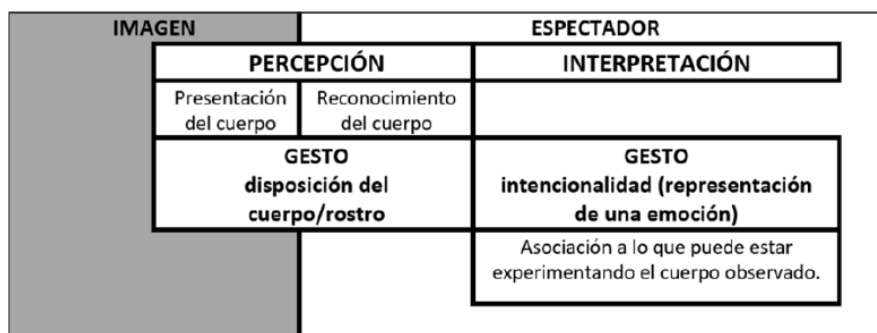 IMAGEN
ESPECTADOR
PERCEPCIÓN
INTERPRETACIÓN
Presentación
del cuerpo
Reconocimiento
del cuerpo
GESTO
disposición del
cuerpo/rostro
GESTO
intencionalidad (representación
de una emoción)
Asociación a lo que puede estar
experimentando el cuerpo observado.